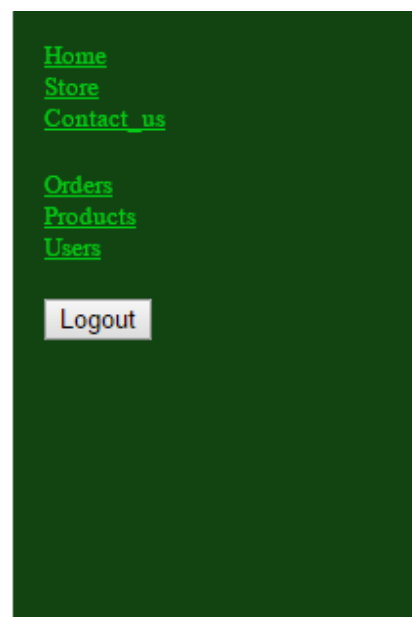 Home
Store
Contact_us
Orders
Products
Users
Logout